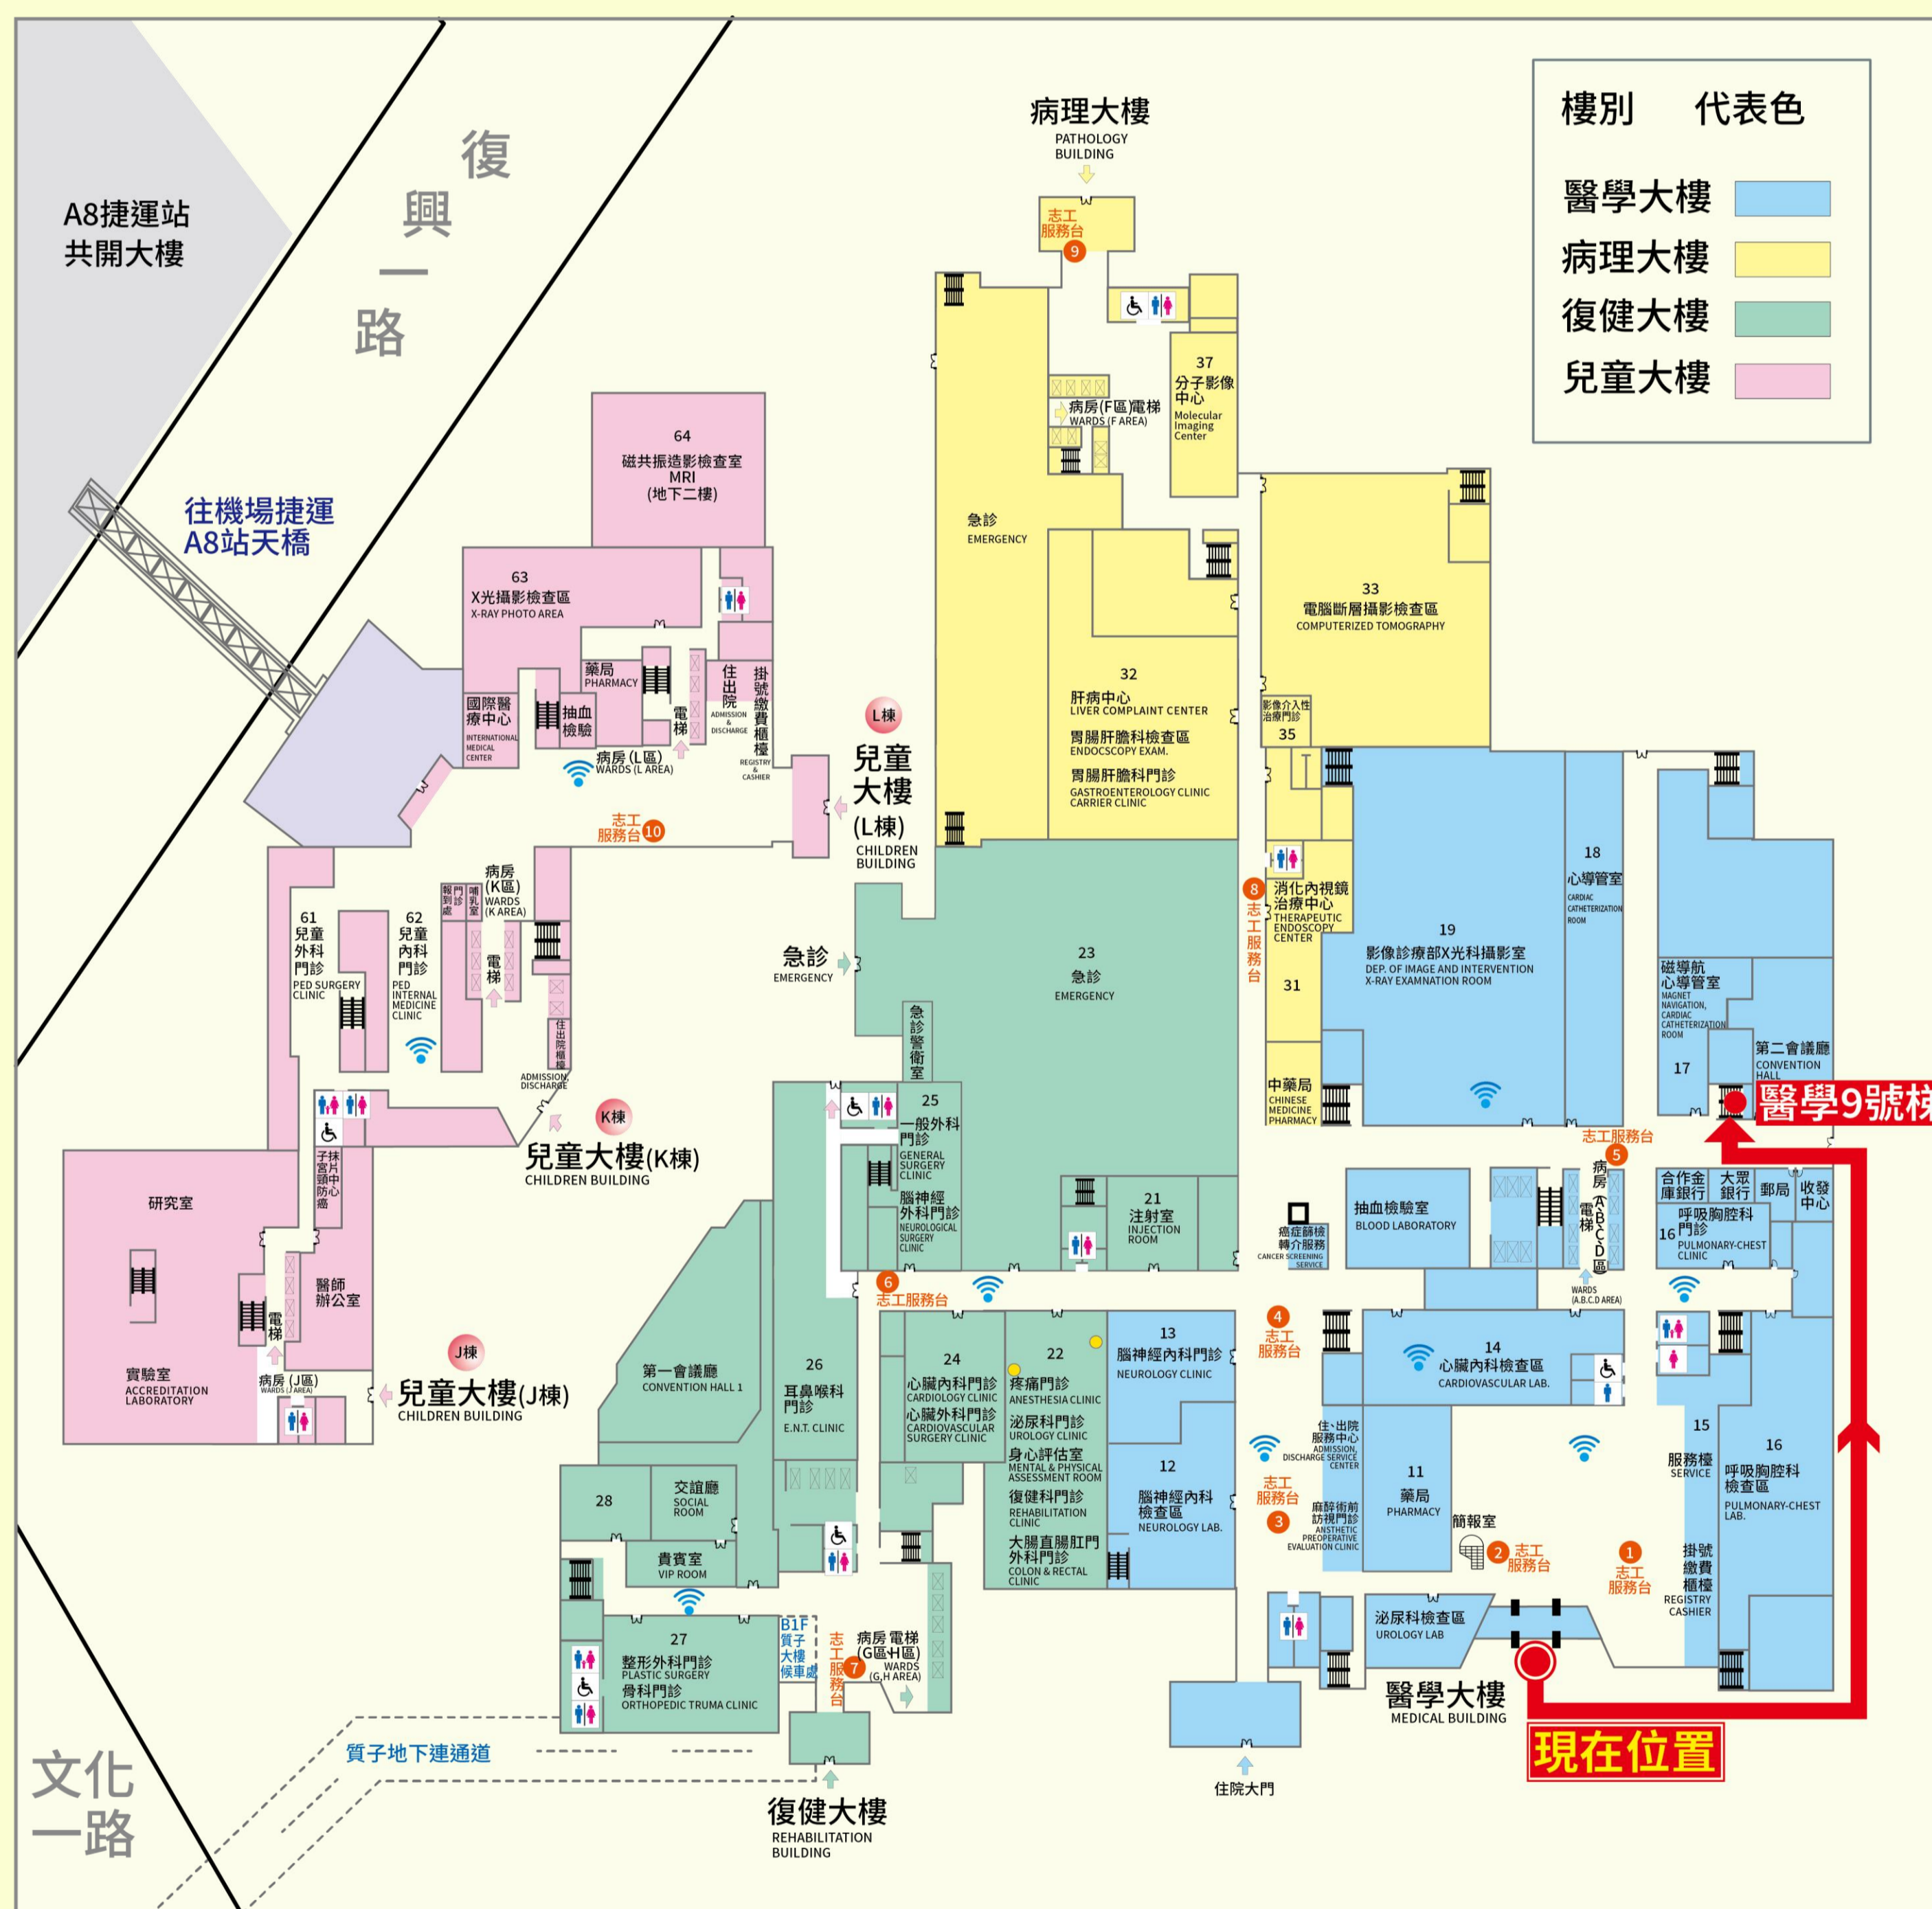 樓別 代表色
醫學大樓
病理大樓
復健大樓
兒童大樓
A8捷運站
共開大樓
復
興
一
路
往機場捷運
A8站天橋
病理大樓
PATHOLOGY
BUILDING
志工
服務台
9
37
分子影像
中心
Molecular
Imaging
Center
病房(F區)電梯
WARDS (F AREA)
急診
EMERGENCY
64
磁共振造影檢查室
MRI
(地下二樓)
63
X光攝影檢查區
X-RAY PHOTO AREA
藥局
PHARMACY
國際醫
療中心
INTERNATIONAL
MEDICAL
CENTER
抽血
檢驗
電梯
住出院
ADMISSION
&
DISCHARGE
掛號繳費櫃檯
REGISTRY
&
CASHIER
病房(L區)
WARDS (L AREA)
志工
服務台 10
L棟
兒童
大樓
(L棟)
CHILDREN
BUILDING
33
電腦斷層攝影檢查區
COMPUTERIZED TOMOGRAPHY
32
肝病中心
LIVER COMPLAINT CENTER
胃腸肝膽科檢查區
ENDOCSCOPY EXAM.
胃腸肝膽科門診
GASTROENTEROLOGY CLINIC
CARRIER CLINIC
影像介入性
治療門診
35
8
志工服務台
消化內視鏡
治療中心
THERAPEUTIC
ENDOSCOPY
CENTER
31
中藥局
CHINESE
MEDICINE
PHARMACY
19
影像診療部X光科攝影室
DEP. OF IMAGE AND INTERVENTION
X-RAY EXAMNATION ROOM
18
心導管室
CARDIAC
CATHETERIZATION
ROOM
磁導航
心導管室
MAGNET
NAVIGATION,
CARDIAC
CATHETERIZATION
ROOM
17
第二會議廳
CONVENTION
HALL
醫學9號梯
病房
(K區)
WARDS
(K AREA)
門診
報到處
哺乳室
電梯
61
兒童
外科
門診
PED SURGERY
CLINIC
62
兒童
內科
門診
PED
INTERNAL
MEDICINE
CLINIC
住出院櫃檯
ADMISSION,
DISCHARGE
K棟
兒童大樓(K棟)
CHILDREN BUILDING
急診
EMERGENCY
23
急診
EMERGENCY
急診警衛室
25
一般外科
門診
GENERAL
SURGERY
CLINIC
腦神經
外科門診
NEUROLOGICAL
SURGERY
CLINIC
21
注射室
INJECTION
ROOM
6
志工服務台
抹片中心
子宮頸防癌
研究室
醫師
辦公室
電梯
實驗室
ACCREDITATION
LABORATORY
病房 (J區)
WARDS (J AREA)
J棟
兒童大樓(J棟)
CHILDREN BUILDING
癌症篩檢
轉介服務
CANCER SCREENING
SERVICE
抽血檢驗室
BLOOD LABORATORY
志工服務台
5
病房(A.B.C.D.區)
電梯
WARDS
(A.B.C.D AREA)
合作金
庫銀行
大眾
銀行
郵局
收發
中心
16
呼吸胸腔科
門診
PULMONARY-CHEST
CLINIC
4
志工
服務台
14
心臟內科檢查區
CARDIOVASCULAR LAB.
第一會議廳
CONVENTION HALL 1
26
耳鼻喉科
門診
E.N.T. CLINIC
24
心臟內科門診
CARDIOLOGY CLINIC
心臟外科門診
CARDIOVASCULAR
SURGERY CLINIC
22
疼痛門診
ANESTHESIA CLINIC
泌尿科門診
UROLOGY CLINIC
身心評估室
MENTAL & PHYSICAL
ASSESSMENT ROOM
復健科門診
REHABILITATION
CLINIC
大腸直腸肛門
外科門診
COLON & RECTAL
CLINIC
13
腦神經內科門診
NEUROLOGY CLINIC
12
腦神經內科
檢查區
NEUROLOGY LAB.
住、出院
服務中心
ADMISSION,
DISCHARGE SERVICE
CENTER
志工
服務台
3
麻醉術前
訪視門診
ANSTHETIC
PREOPERATIVE
EVALUATION CLINIC
11
藥局
PHARMACY
簡報室
2 志工
服務台
1
志工
服務台
15
服務檯
SERVICE
掛號
繳費
櫃檯
REGISTRY
CASHIER
16
呼吸胸腔科
檢查區
PULMONARY-CHEST
LAB.
28
交誼廳
SOCIAL
ROOM
貴賓室
VIP ROOM
27
整形外科門診
PLASTIC SURGERY
骨科門診
ORTHOPEDIC TRUMA CLINIC
B1F
質子
大樓
候車處
志工服務台
7
病房 電梯
(G區·H區)
WARDS
(G,H AREA)
泌尿科檢查區
UROLOGY LAB
醫學大樓
MEDICAL BUILDING
現在位置
住院大門
質子地下連通道
復健大樓
REHABILITATION
BUILDING
文化
一路